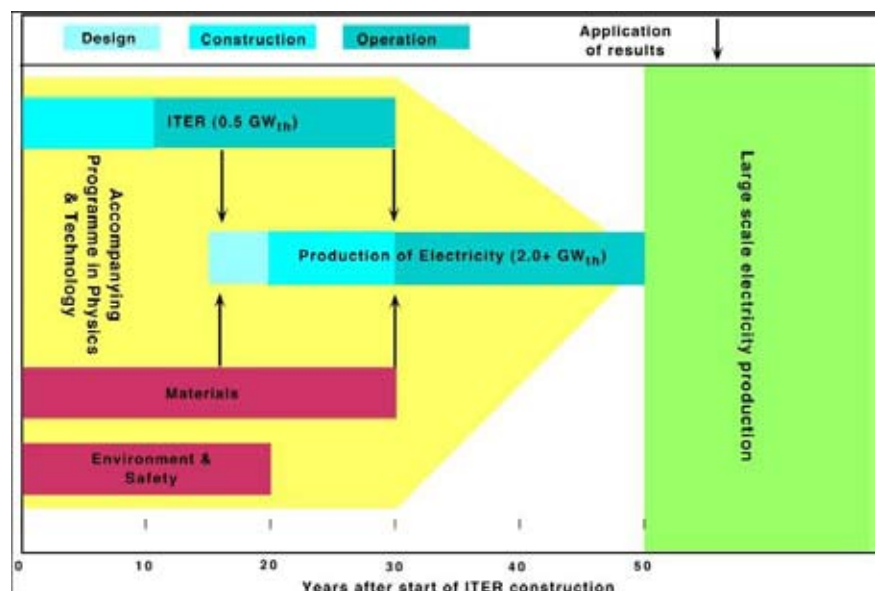 Design
Construction
Operation
Application
of results
ITER (0.5 GWth)
Accompanying
Programme in Physics
& Technology
Production of Electricity (2.0+ GWth)
Large scale electricity production
Materials
Environment &
Safety
0 10 20 30 40 50
Years after start of ITER construction